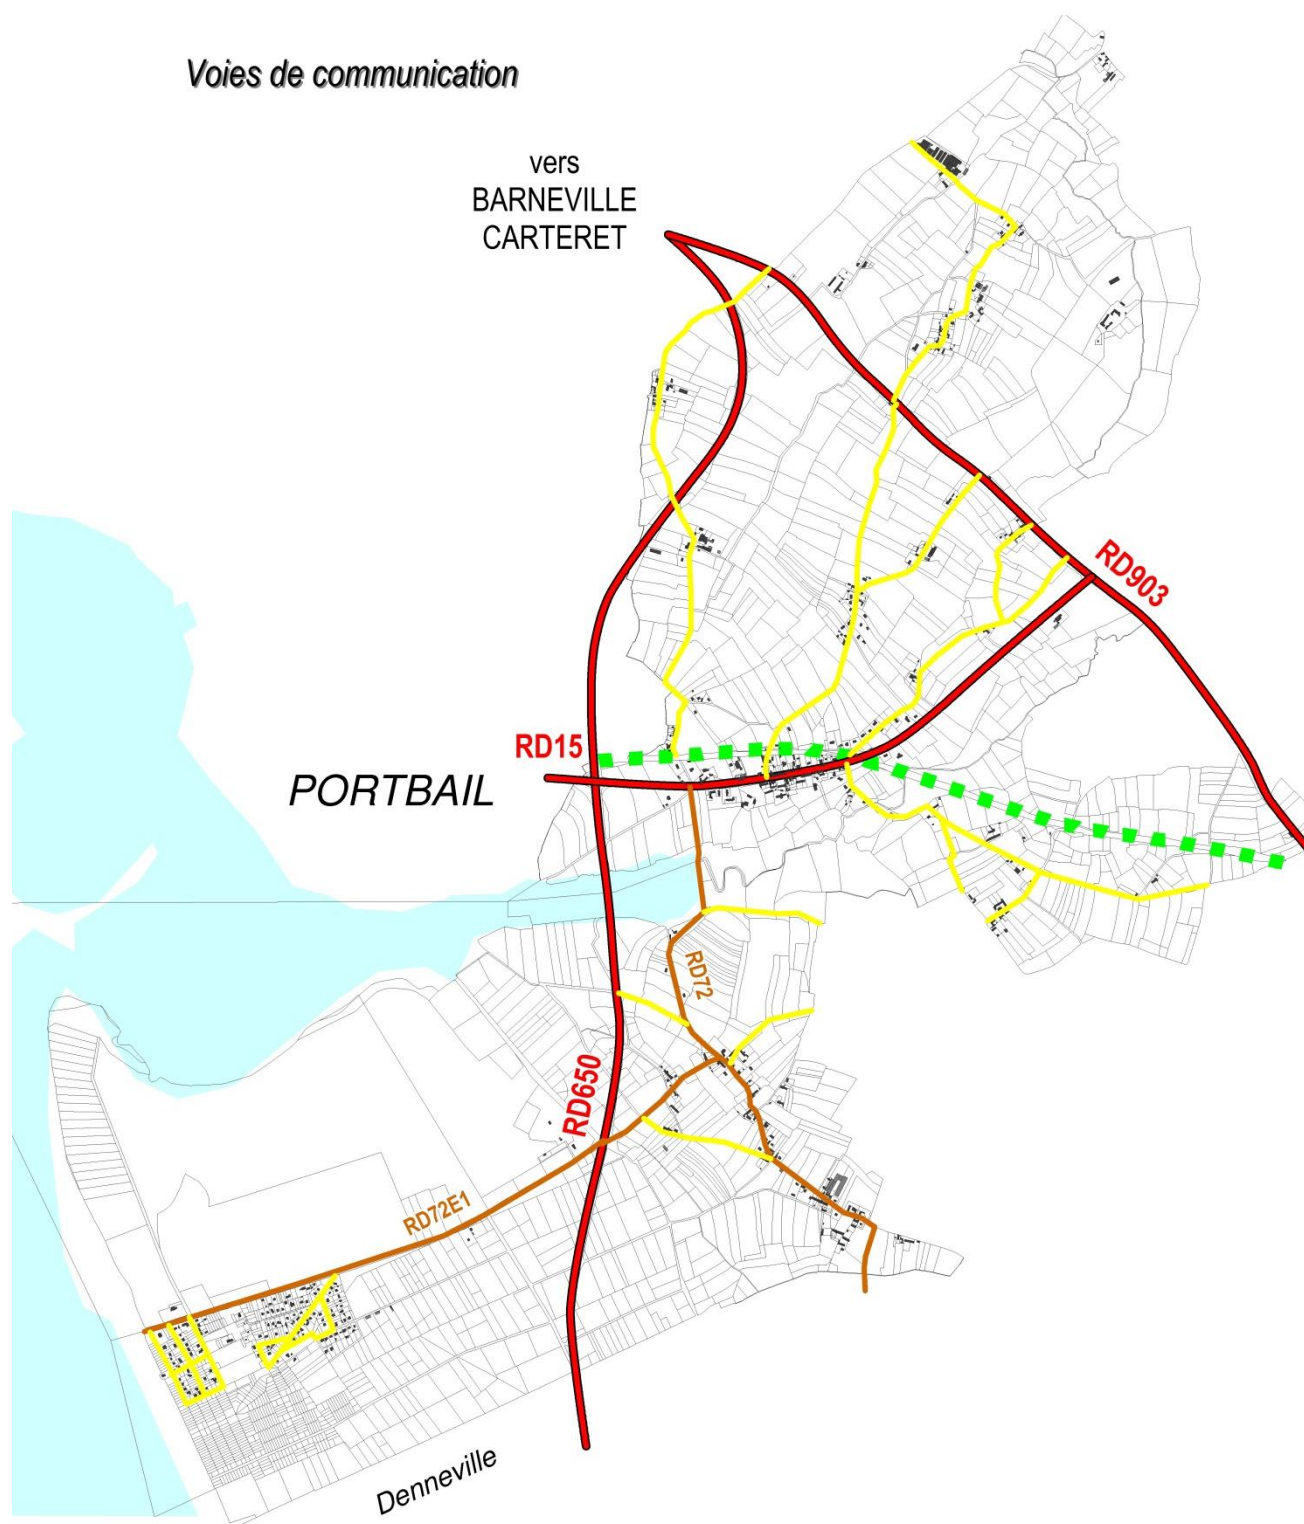 Voies de communication
vers
BARNEVILLE
CARTERET
RD903
RD15
PORTBAIL
RD72
RD650
RD72E1
Denneville